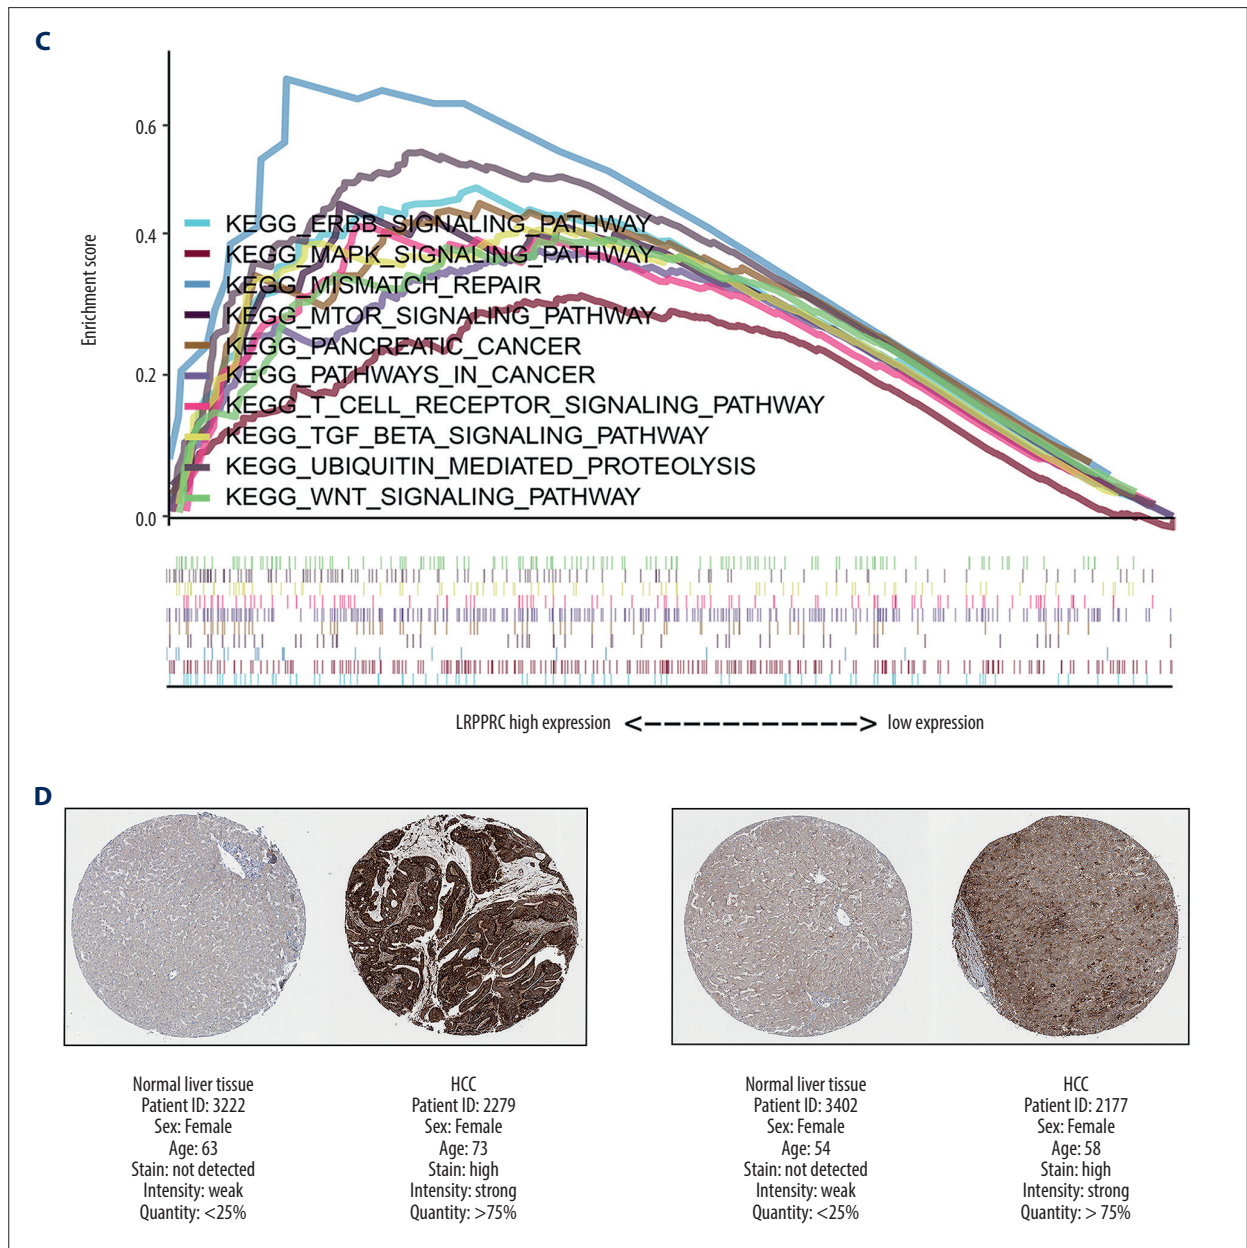 C
Enrichment score
0.6
0.4
0.2
0.0
KEGG_ERBB_SIGNALING_PATHWAY
KEGG_MAPK_SIGNALING_PATHWAY
KEGG_MISMATCH_REPAIR
KEGG_MTOR_SIGNALING_PATHWAY
KEGG_PANCREATIC_CANCER
KEGG_PATHWAYS_IN_CANCER
KEGG_T_CELL_RECEPTOR_SIGNALING_PATHWAY
KEGG_TGF_BETA_SIGNALING_PATHWAY
KEGG_UBIQUITIN_MEDIATED_PROTEOLYSIS
KEGG_WNT_SIGNALING_PATHWAY
LRPPRC high expression <-----------> low expression
D
Normal liver tissue
Patient ID: 3222
Sex: Female
Age: 63
Stain: not detected
Intensity: weak
Quantity: <25%
HCC
Patient ID: 2279
Sex: Female
Age: 73
Stain: high
Intensity: strong
Quantity: >75%
Normal liver tissue
Patient ID: 3402
Sex: Female
Age: 54
Stain: not detected
Intensity: weak
Quantity: <25%
HCC
Patient ID: 2177
Sex: Female
Age: 58
Stain: high
Intensity: strong
Quantity: > 75%